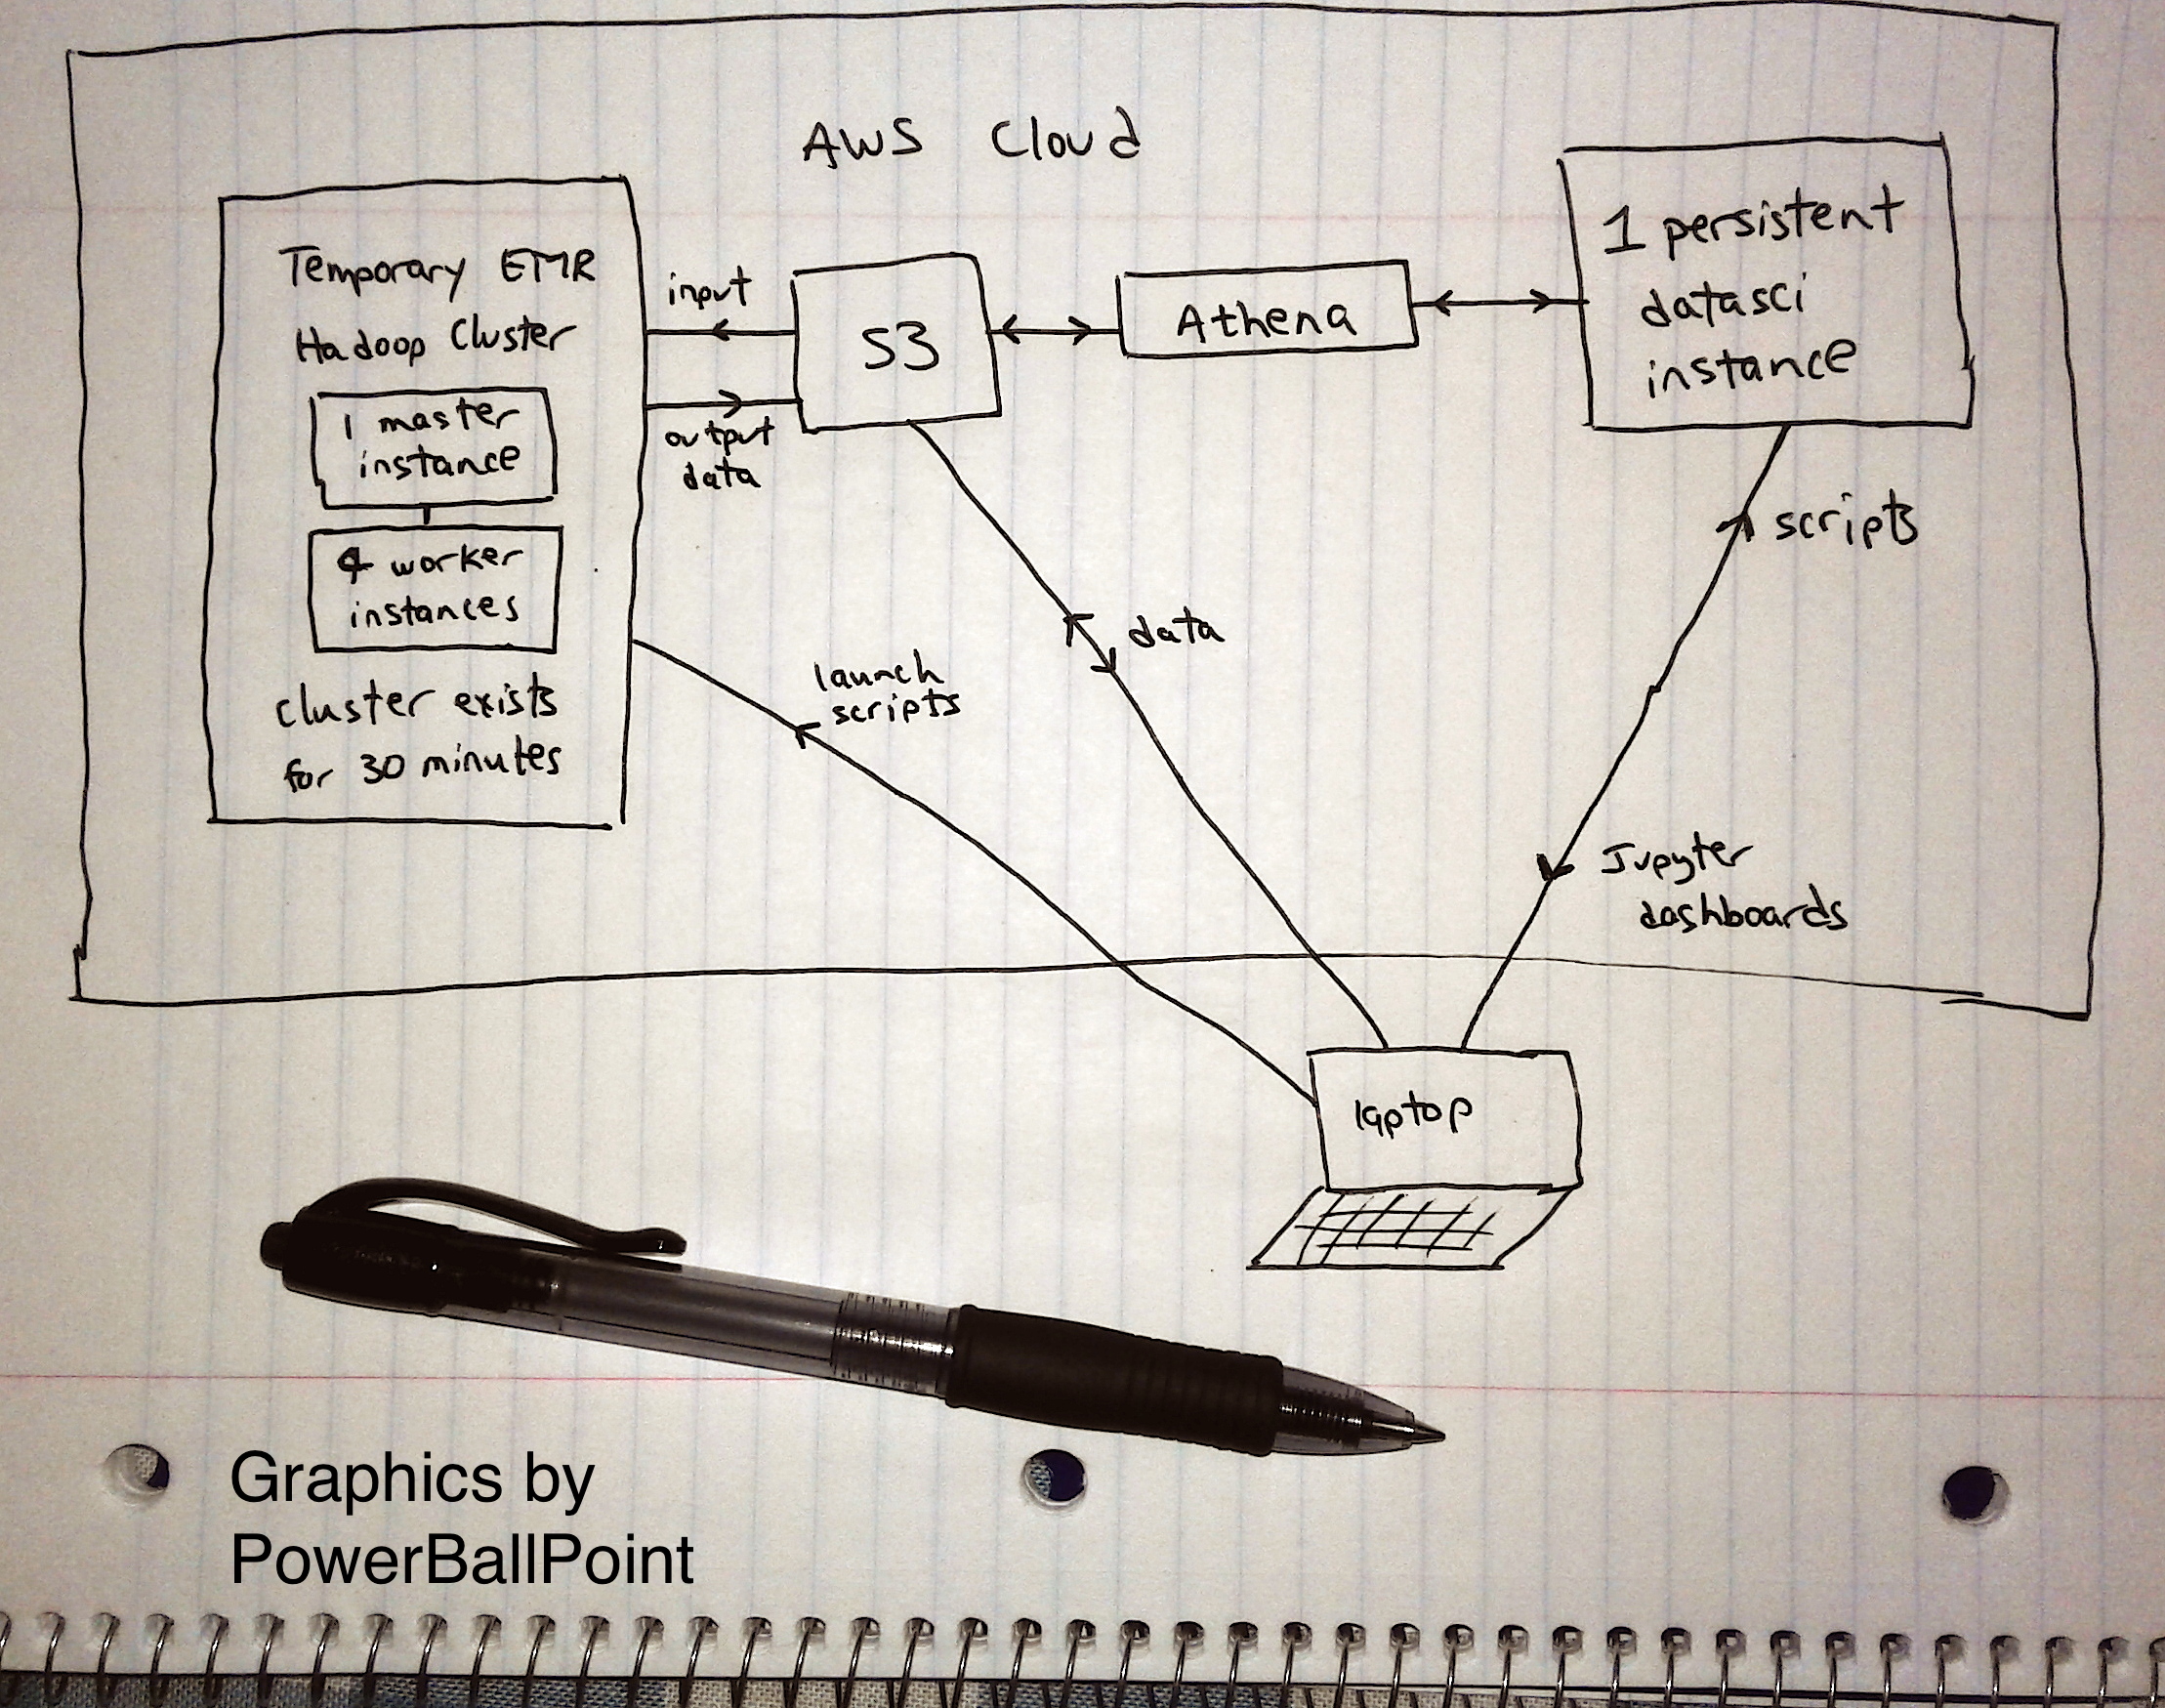 AWS Cloud
Temporary EMR
Hadoop Cluster
1 master
instance
4 worker
instances
cluster exists
for 30 minutes
input
output
data
S3
Athena
1 persistent
datasci
instance
launch
scripts
data
scripts
Jupyter
dashboards
laptop
Graphics by
PowerBallPoint